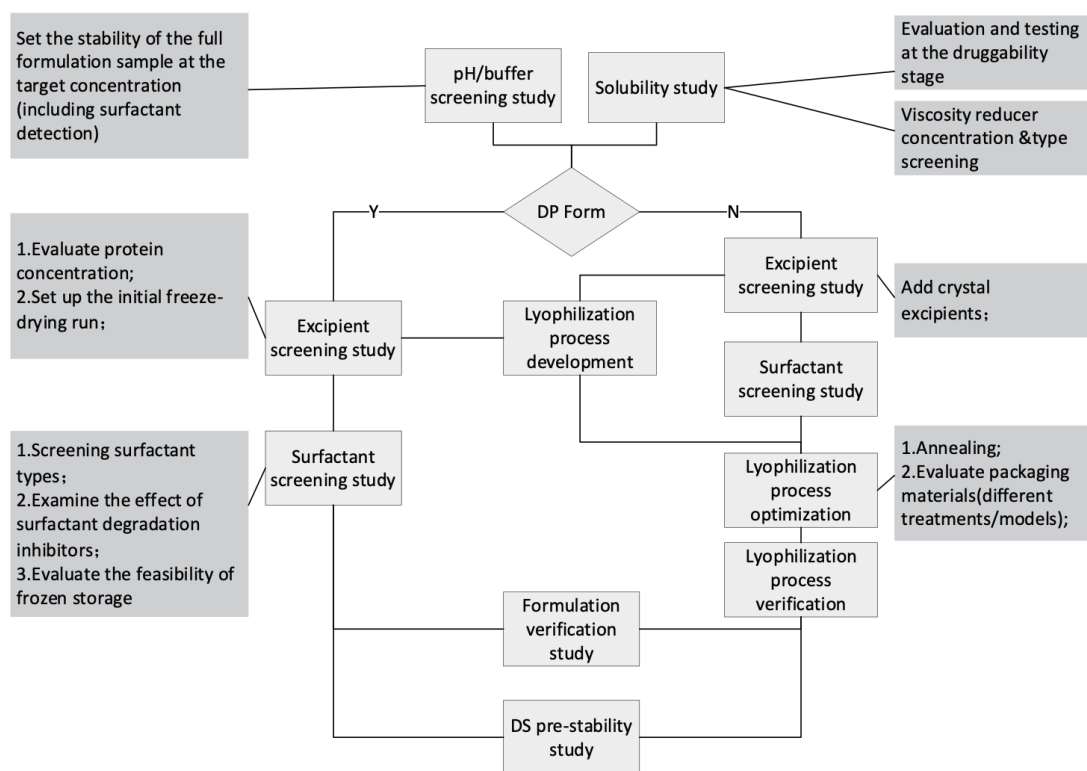 Set the stability of the full
formulation sample at the
target concentration
(including surfactant
detection)
pH/buffer
screening study
Solubility study
Evaluation and testing
at the druggability
stage
Viscosity reducer
concentration &type
screening
DP Form
Y
N
1.Evaluate protein
concentration;
2.Set up the initial freeze-
drying run;
Excipient
screening study
Lyophilization
process
development
Excipient
screening study
Add crystal
excipients;
Surfactant
screening study
1.Screening surfactant
types;
2.Examine the effect of
surfactant degradation
inhibitors;
3.Evaluate the feasibility of
frozen storage
Surfactant
screening study
Lyophilization
process
optimization
1.Annealing;
2.Evaluate packaging
materials(different
treatments/models);
Lyophilization
process
verification
Formulation
verification
study
DS pre-stability
study